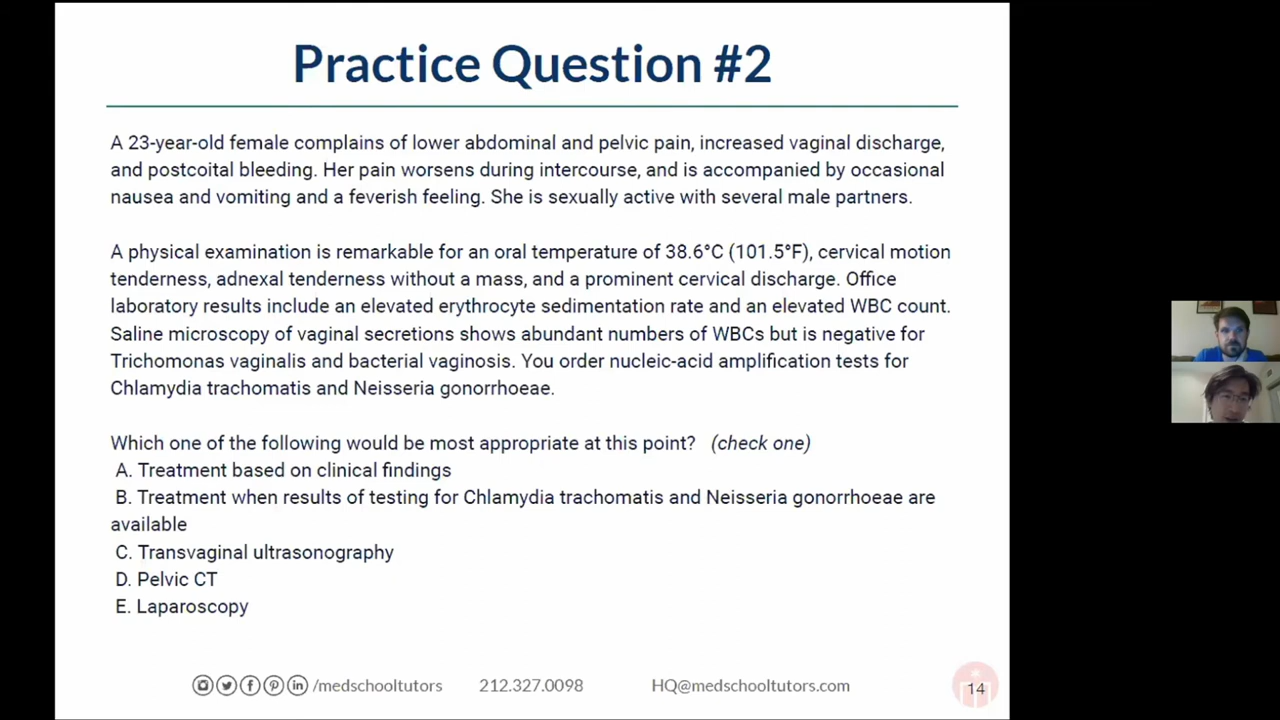 Practice Question #2
A 23-year-old female complains of lower abdominal and pelvic pain, increased vaginal discharge,
and postcoital bleeding. Her pain worsens during intercourse, and is accompanied by occasional
nausea and vomiting and a feverish feeling. She is sexually active with several male partners.
A physical examination is remarkable for an oral temperature of 38.6°C (101.5°F), cervical motion
tenderness, adnexal tenderness without a mass, and a prominent cervical discharge. Office
laboratory results include an elevated erythrocyte sedimentation rate and an elevated WBC count.
Saline microscopy of vaginal secretions shows abundant numbers of WBCs but is negative for
Trichomonas vaginalis and bacterial vaginosis. You order nucleic-acid amplification tests for
Chlamydia trachomatis and Neisseria gonorrhoeae.
Which one of the following would be most appropriate at this point? (check one)
A. Treatment based on clinical findings
B. Treatment when results of testing for Chlamydia trachomatis and Neisseria gonorrhoeae are
available
C. Transvaginal ultrasonography
D. Pelvic CT
E. Laparoscopy
/medschooltutors 212.327.0098 HQ@medschooltutors.com 14